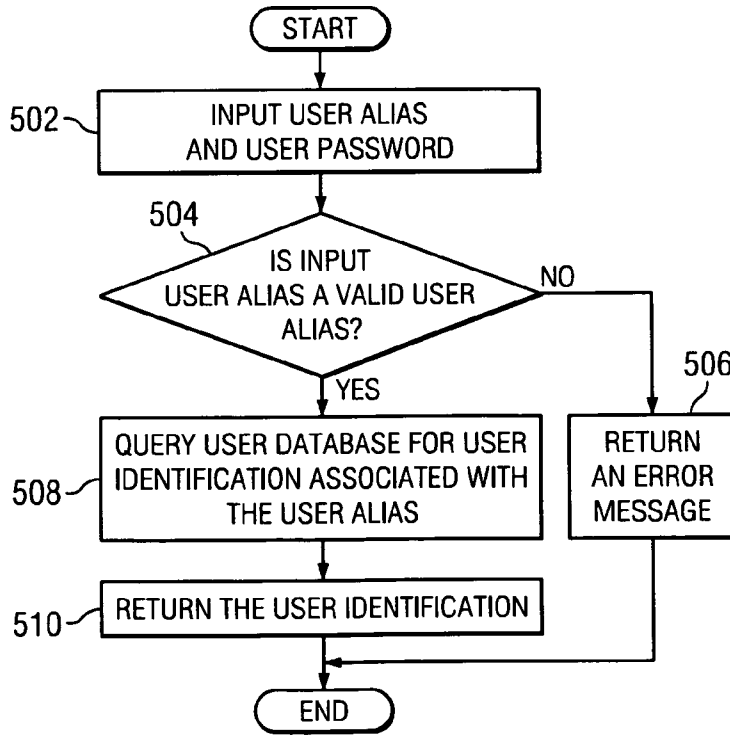 START
502
INPUT USER ALIAS
AND USER PASSWORD
504
IS INPUT
USER ALIAS A VALID USER
ALIAS?
NO
YES
506
RETURN
AN ERROR
MESSAGE
508
QUERY USER DATABASE FOR USER
IDENTIFICATION ASSOCIATED WITH
THE USER ALIAS
510
RETURN THE USER IDENTIFICATION
END